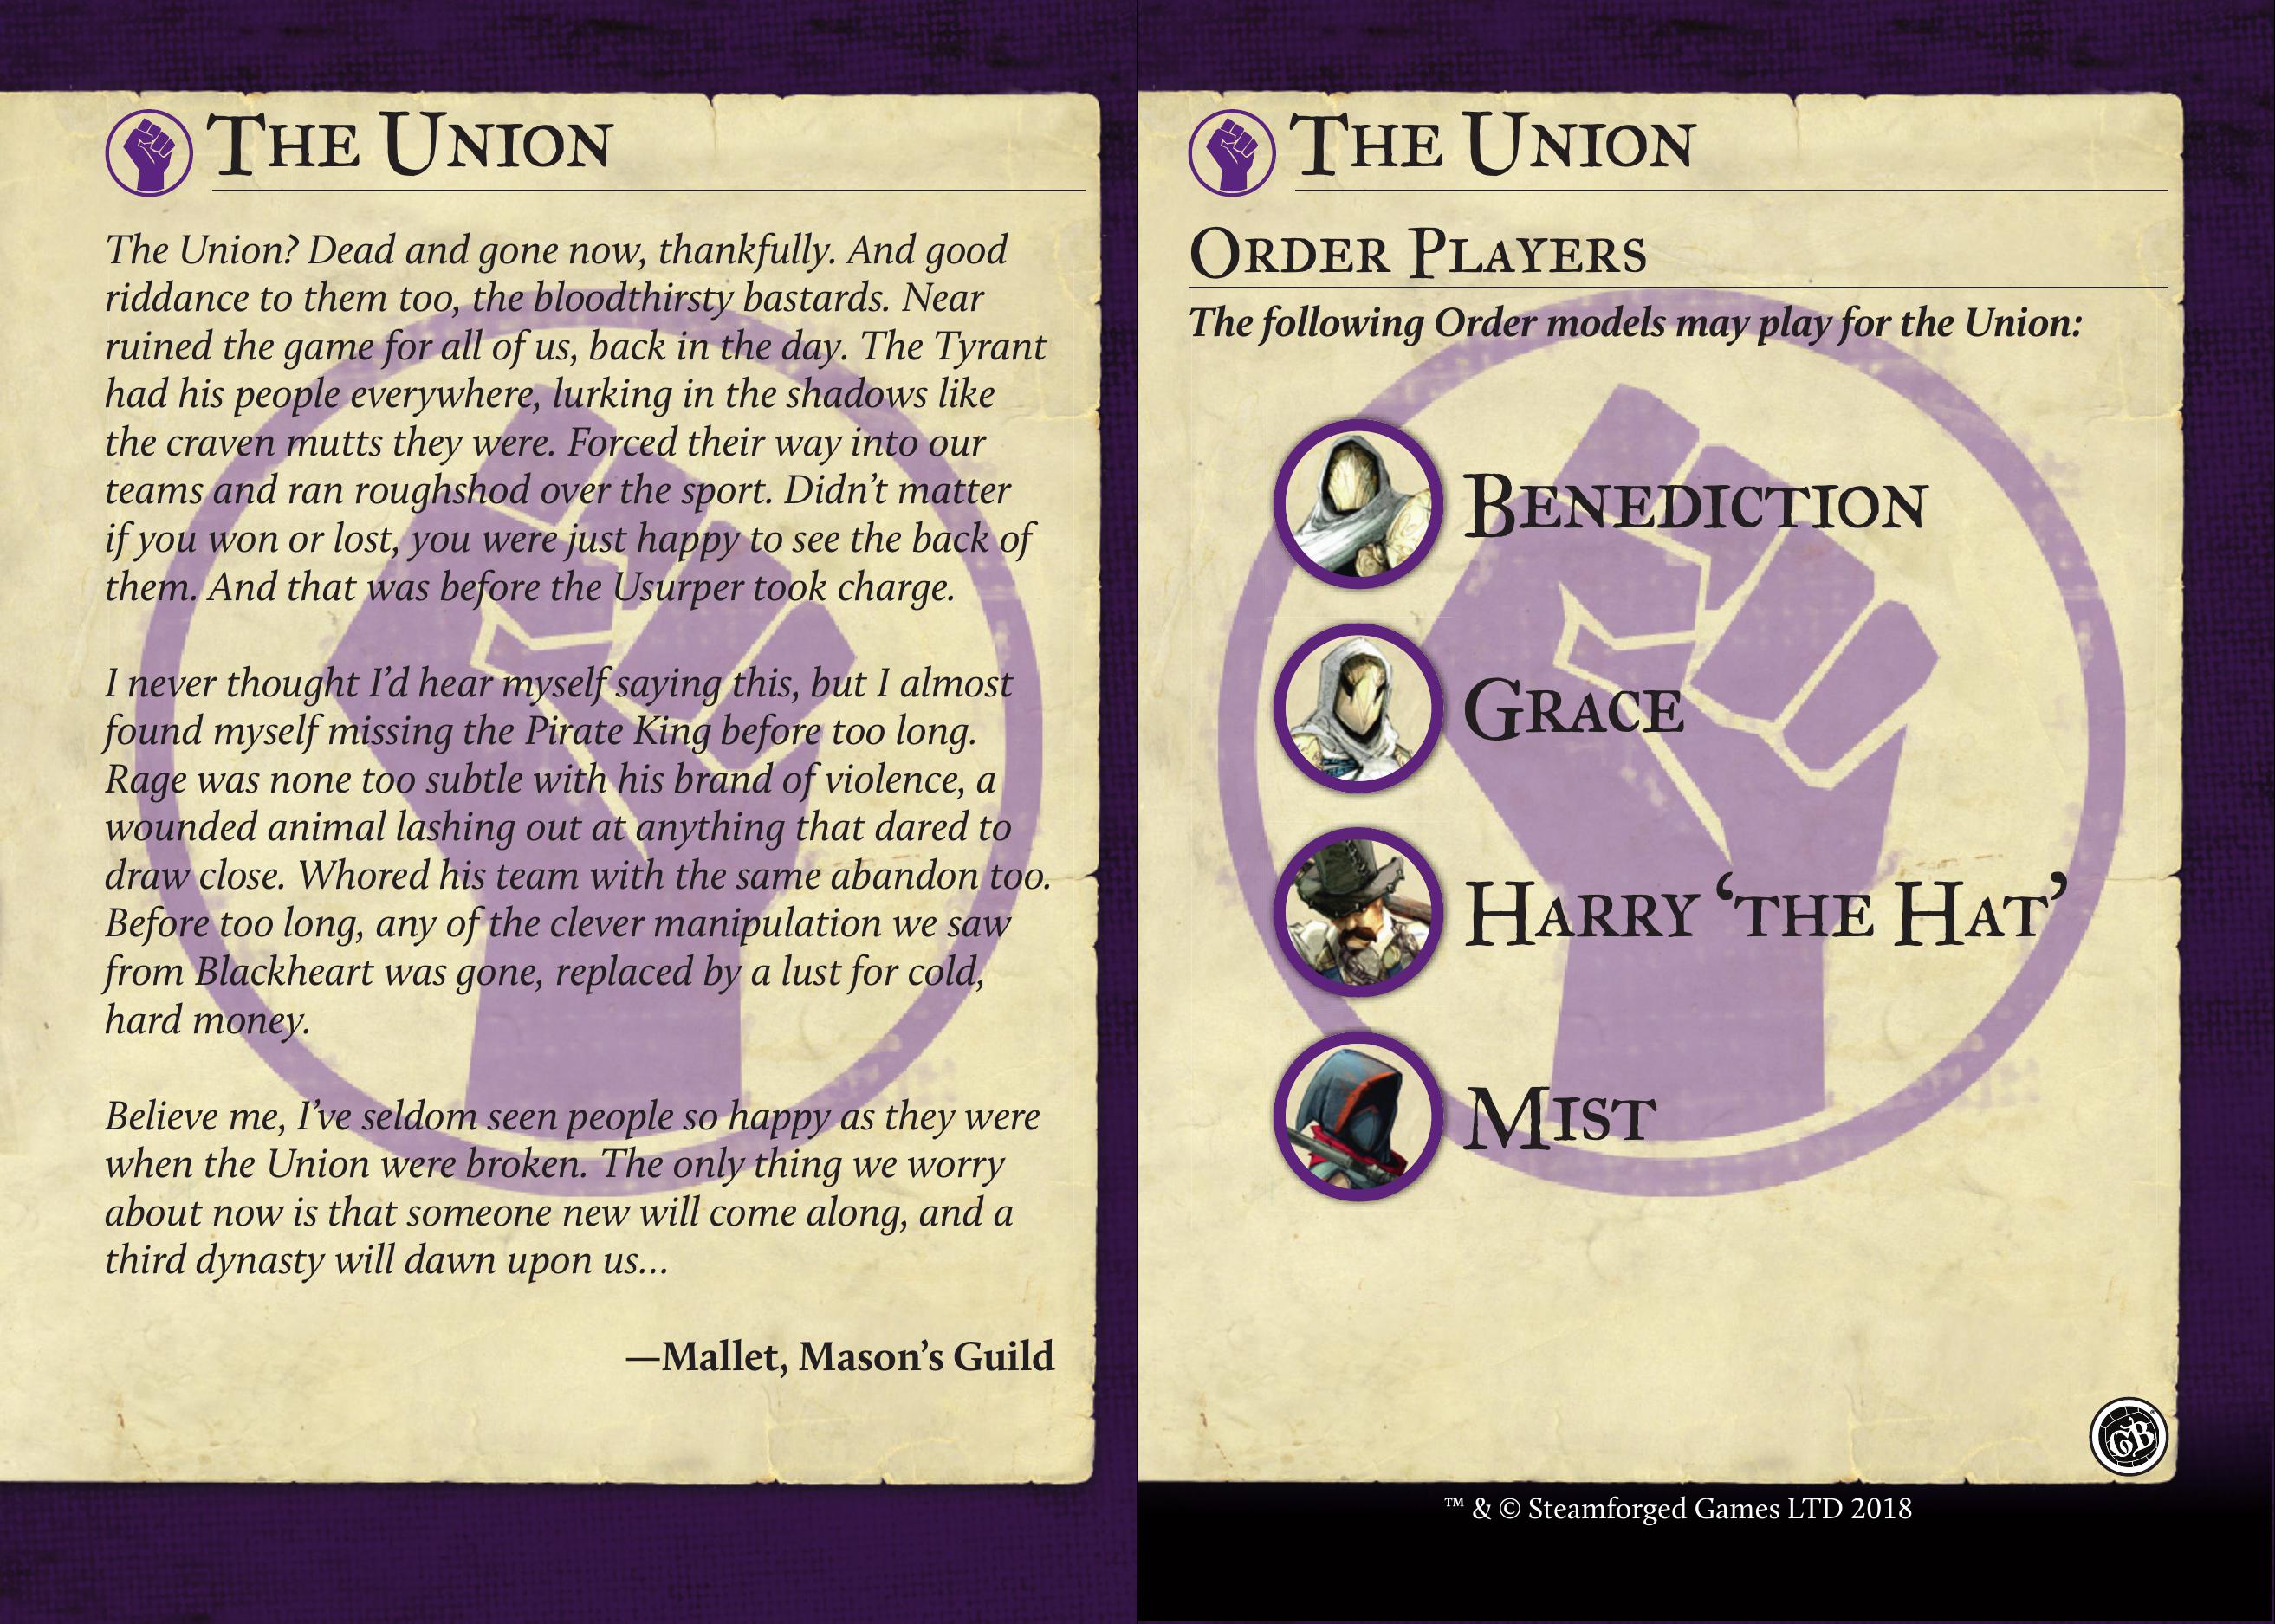 The Union
The Union? Dead and gone now, thankfully. And good
riddance to them too, the bloodthirsty bastards. Near
ruined the game for all of us, back in the day. The Tyrant
had his people everywhere, lurking in the shadows like
the craven mutts they were. Forced their way into our
teams and ran roughshod over the sport. Didn’t matter
if you won or lost, you were just happy to see the back of
them. And that was before the Usurper took charge.
I never thought I’d hear myself saying this, but I almost
found myself missing the Pirate King before too long.
Rage was none too subtle with his brand of violence, a
wounded animal lashing out at anything that dared to
draw close. Whored his team with the same abandon too.
Before too long, any of the clever manipulation we saw
from Blackheart was gone, replaced by a lust for cold,
hard money.
Believe me, I’ve seldom seen people so happy as they were
when the Union were broken. The only thing we worry
about now is that someone new will come along, and a
third dynasty will dawn upon us...
—Mallet, Mason’s Guild
The Union
Order Players
The following Order models may play for the Union:
Benediction
Grace
Harry ‘the Hat’
Mist
GB
™ & © Steamforged Games LTD 2018